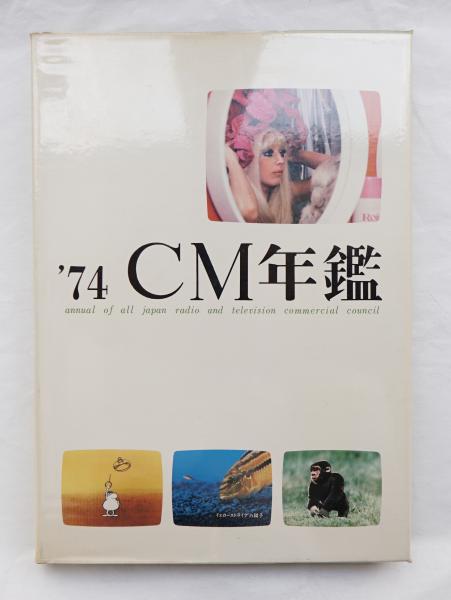 '74 CM年鑑
annual of all japan radio and television commercial council